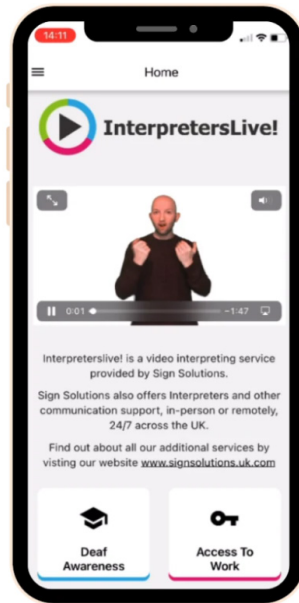 14:11
Home
InterpretersLive!
0:01
-1:47
Interpreterslive! is a video interpreting service
provided by Sign Solutions.
Sign Solutions also offers Interpreters and other
communication support, in-person or remotely,
24/7 across the UK.
Find out about all our additional services by
visting our website www.signsolutions.uk.com
Deaf
Awareness
Access To
Work